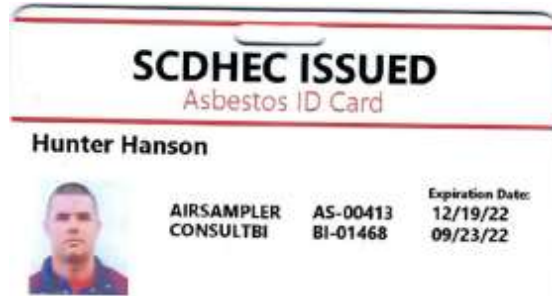 SCDHEC ISSUED
Asbestos ID Card
Hunter Hanson
Expiration Date:
AIRSAMPLER AS-00413 12/19/22
CONSULTBI BI-01468 09/23/22